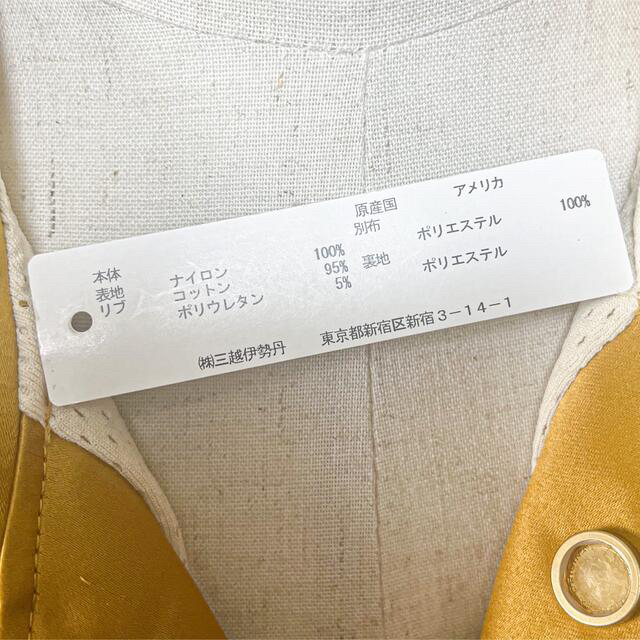 原産国 アメリカ
別布 ポリエステル 100%
裏地 ポリエステル
本体
表地 ナイロン 100%
リブ コットン 95%
ポリウレタン 5%
㈱三越伊勢丹 東京都新宿区新宿3-14-1